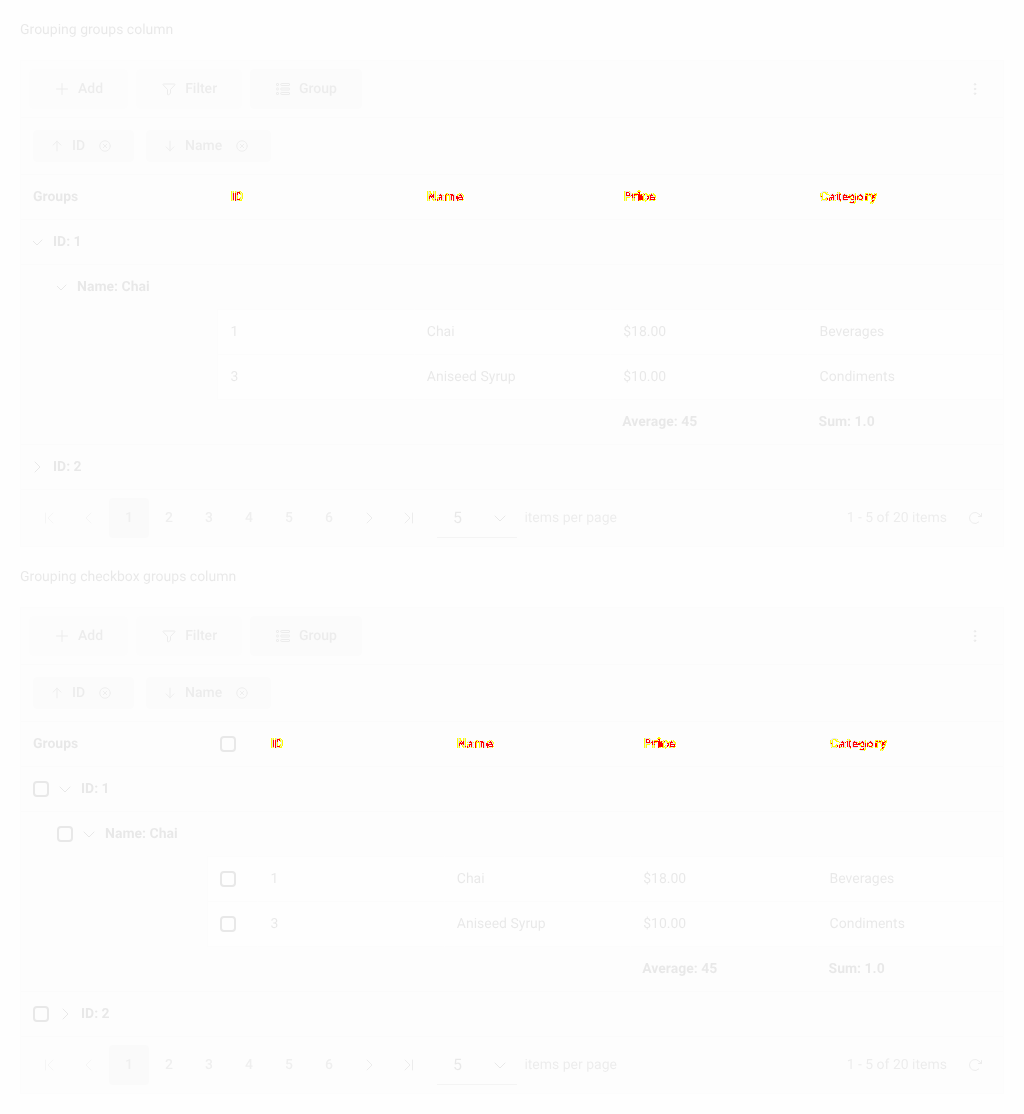 Grouping groups column
Add Filter Group
ID Name
Groups ID Name Price Category
ID: 1
Name: Chai
1 Chai $18.00 Beverages
3 Aniseed Syrup $10.00 Condiments
Average: 45 Sum: 1.0
ID: 2
1 2 3 4 5 6 5 items per page 1 - 5 of 20 items
Grouping checkbox groups column
Add Filter Group
ID Name
Groups ID Name Price Category
ID: 1
Name: Chai
1 Chai $18.00 Beverages
3 Aniseed Syrup $10.00 Condiments
Average: 45 Sum: 1.0
ID: 2
1 2 3 4 5 6 5 items per page 1 - 5 of 20 items